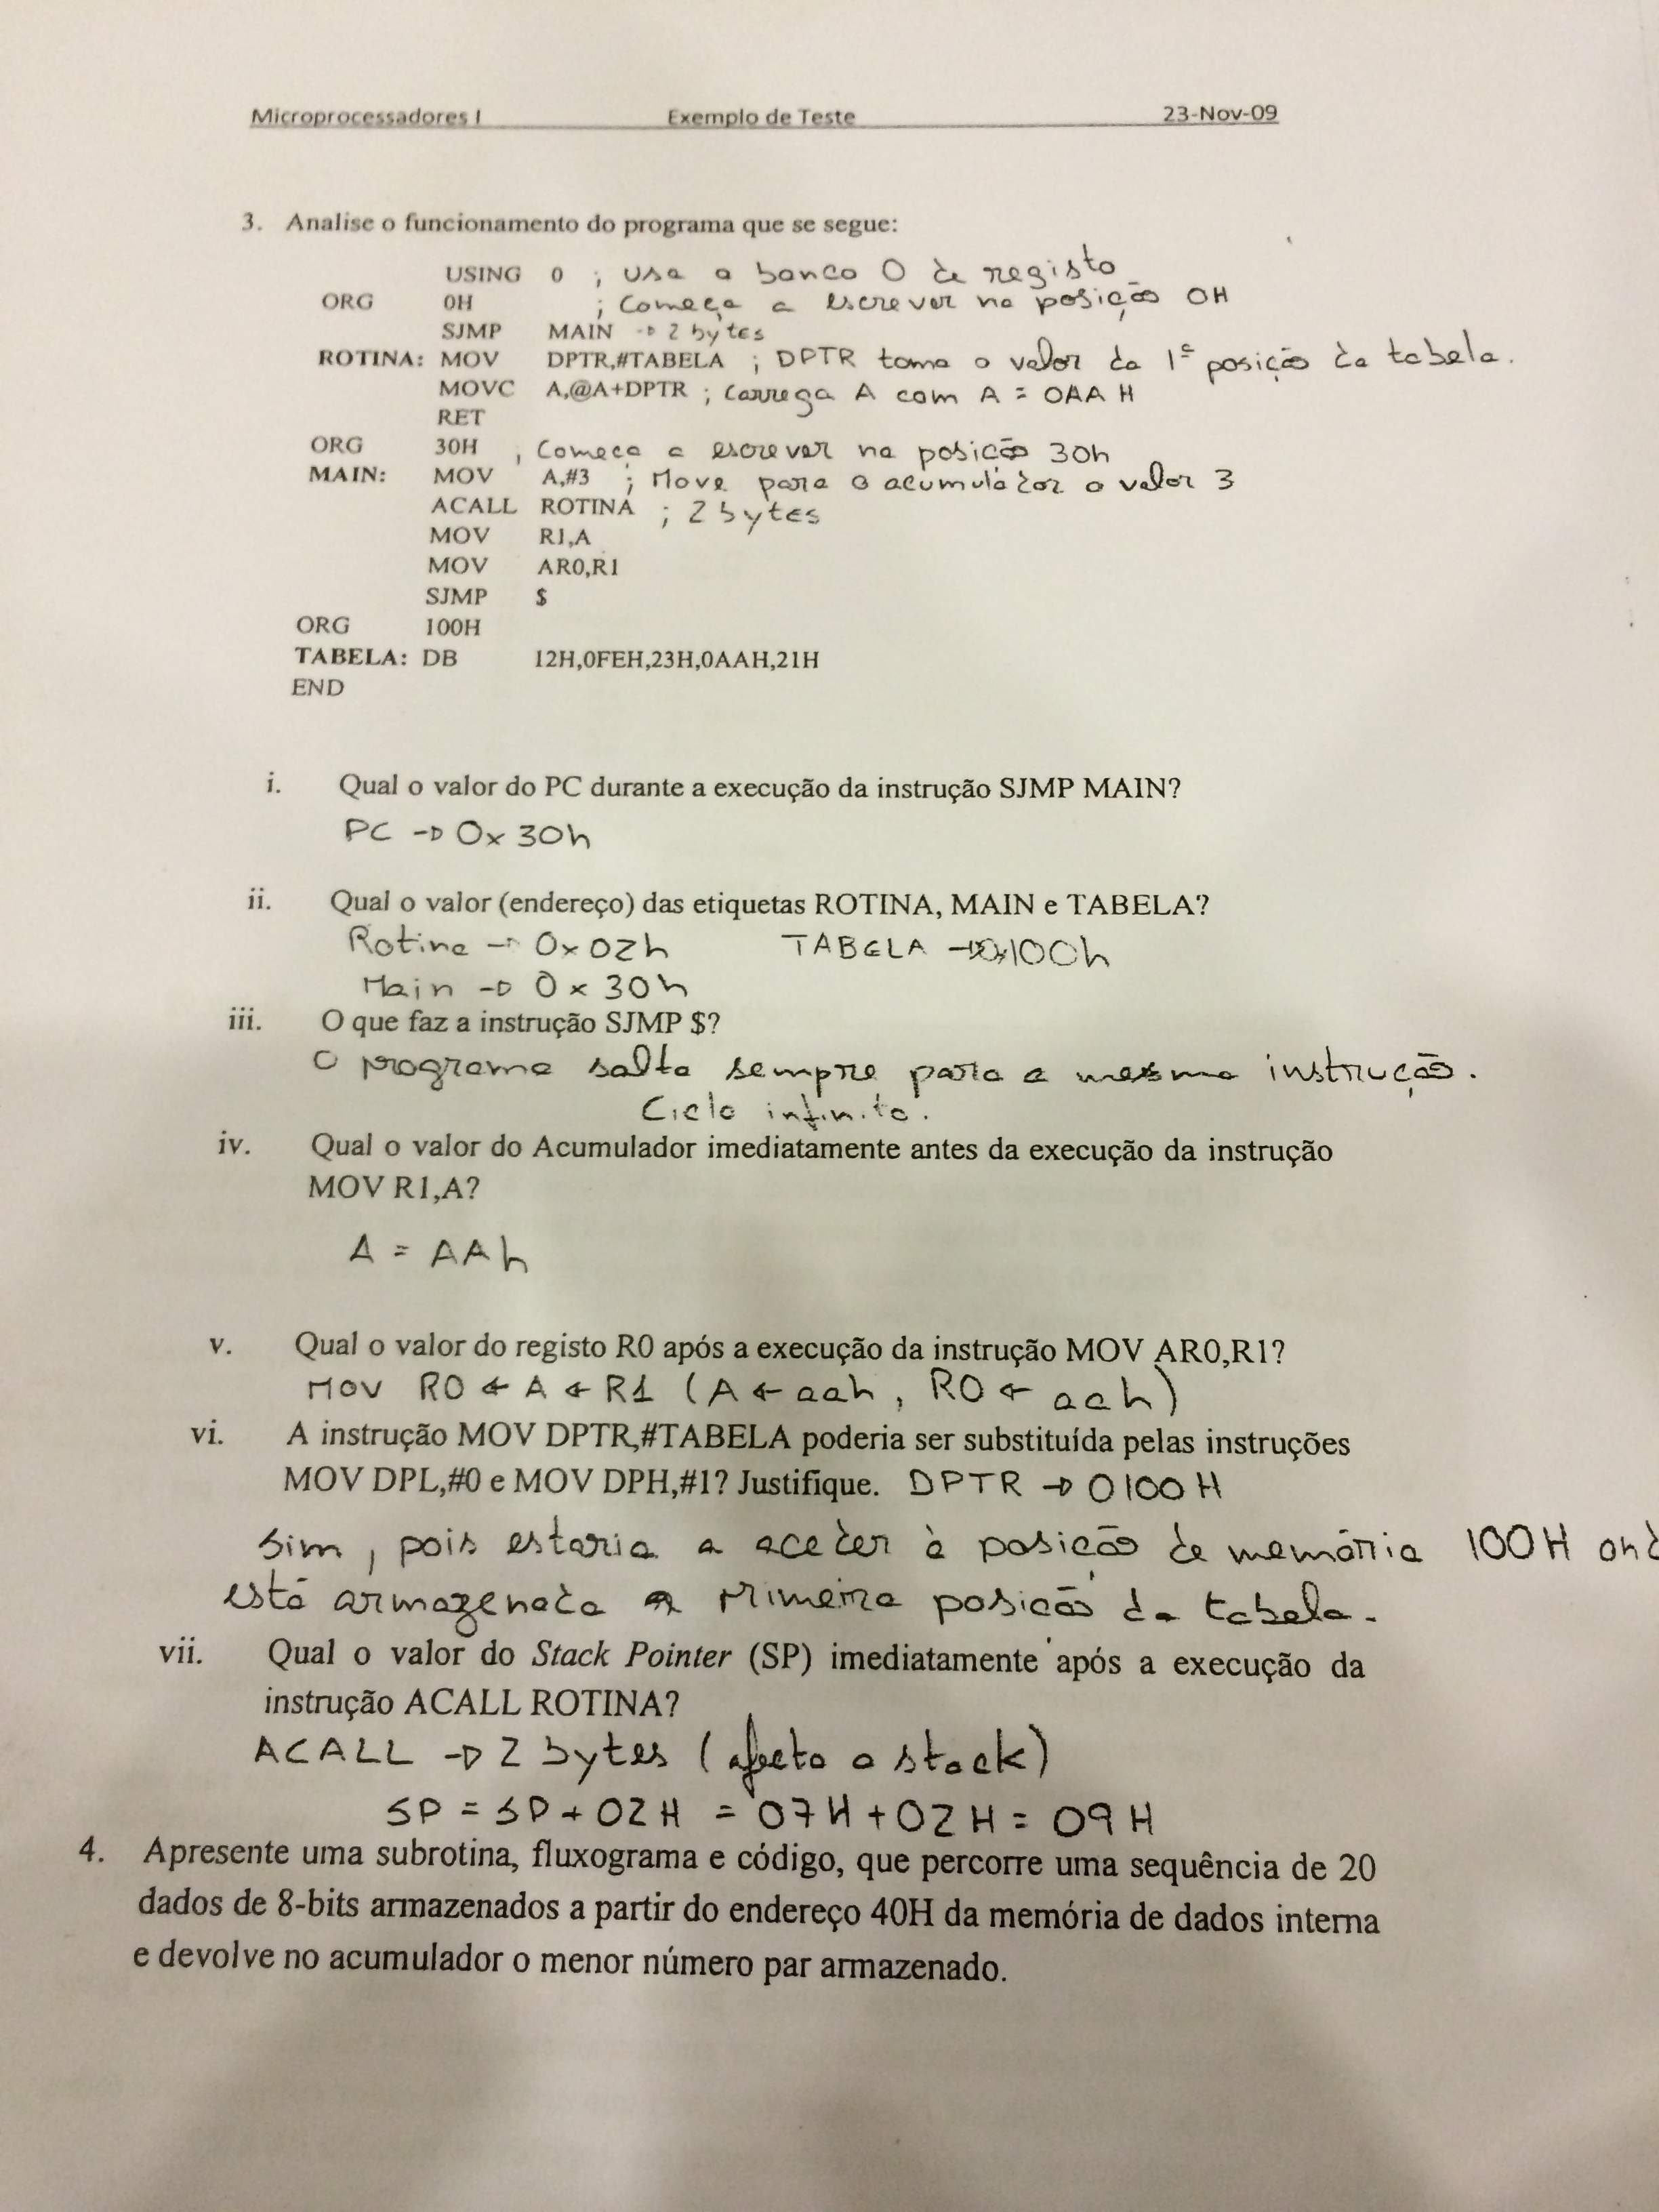 Microprocessadores I Exemplo de Teste 23-Nov-09
3. Analise o funcionamento do programa que se segue:
USING 0 ; Usa o banco 0 de registo
ORG 0H ; Começa a escrever na posição 0H
SJMP MAIN → 2 bytes
ROTINA: MOV DPTR,#TABELA ; DPTR toma o valor da 1ª posição da tabela.
MOVC A,@A+DPTR ; Carrega A com A = 0AA H
RET
ORG 30H , Começa a escrever na posição 30h
MAIN: MOV A,#3 ; Move para o acumulador o valor 3
ACALL ROTINA ; 2 bytes
MOV R1,A
MOV AR0,R1
SJMP $
ORG 100H
TABELA: DB 12H,0FEH,23H,0AAH,21H
END
i. Qual o valor do PC durante a execução da instrução SJMP MAIN?
PC → 0x 30h
ii. Qual o valor (endereço) das etiquetas ROTINA, MAIN e TABELA?
Rotina → 0x02h TABELA → 0x100h
Main → 0x 30h
iii. O que faz a instrução SJMP $?
O programa salta sempre para a mesma instrução.
Ciclo infinito.
iv. Qual o valor do Acumulador imediatamente antes da execução da instrução
MOV R1,A?
A = AAh
v. Qual o valor do registo R0 após a execução da instrução MOV AR0,R1?
Mov R0 ← A ← R1 (A ← aah , R0 ← aah)
vi. A instrução MOV DPTR,#TABELA poderia ser substituída pelas instruções
MOV DPL,#0 e MOV DPH,#1? Justifique. DPTR → 0100H
Sim, pois estaria a aceder à posição de memória 100H ond
está armazenada a primeira posição da tabela.
vii. Qual o valor do Stack Pointer (SP) imediatamente após a execução da
instrução ACALL ROTINA?
ACALL → 2 bytes (afecta o stack)
SP = SP + 02H = 07H + 02H = 09H
4. Apresente uma subrotina, fluxograma e código, que percorre uma sequência de 20
dados de 8-bits armazenados a partir do endereço 40H da memória de dados interna
e devolve no acumulador o menor número par armazenado.